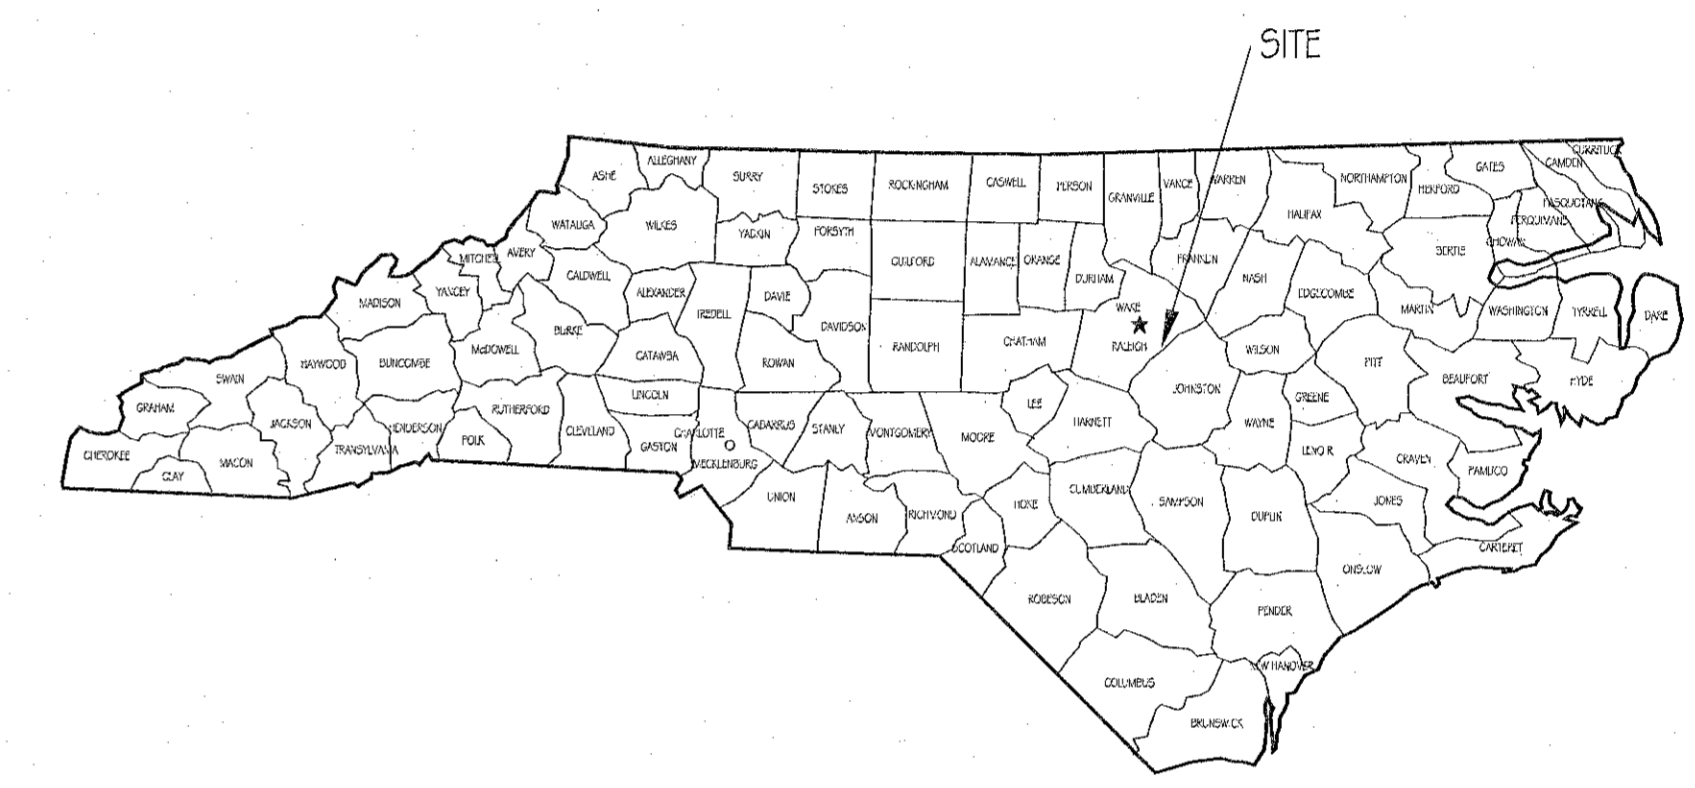 SITE
ALLEGHANY
ASHE
SURRY
STOKES
ROCKINGHAM
CASWELL
PERSON
GRANVILLE
VANCE
WARREN
NORTHAMPTON
HERFORD
GATES
CAMDEN
CURRITUCK
PASQUOTANK
PERQUIMANS
CHOWAN
HALIFAX
BERTIE
WATAUGA
WILKES
YADKIN
FORSYTH
GUILFORD
ALAMANCE
ORANGE
DURHAM
FRANKLIN
NASH
EDGECOMBE
MARTIN
WASHINGTON
TYRRELL
DARE
MITCHELL
AVERY
CALDWELL
ALEXANDER
IREDELL
DAVIE
DAVIDSON
RANDOLPH
CHATHAM
WAKE
RALEIGH
MADISON
YANCEY
BURKE
McDOWELL
CATAWBA
ROWAN
WILSON
JOHNSTON
PITT
BEAUFORT
HYDE
HAYWOOD
BUNCOMBE
SWAIN
GRAHAM
JACKSON
HENDERSON
TRANSYLVANIA
POLK
RUTHERFORD
CLEVELAND
LINCOLN
GASTON
CHARLOTTE
MECKLENBURG
CABARRUS
STANLY
MONTGOMERY
MOORE
LEE
HARNETT
WAYNE
GREENE
LENOIR
CRAVEN
PAMLICO
CHEROKEE
CLAY
MACON
UNION
ANSON
RICHMOND
SCOTLAND
HOKE
CUMBERLAND
SAMPSON
DUPLIN
JONES
CARTERET
ONSLOW
ROBESON
BLADEN
PENDER
NEW HANOVER
COLUMBUS
BRUNSWICK